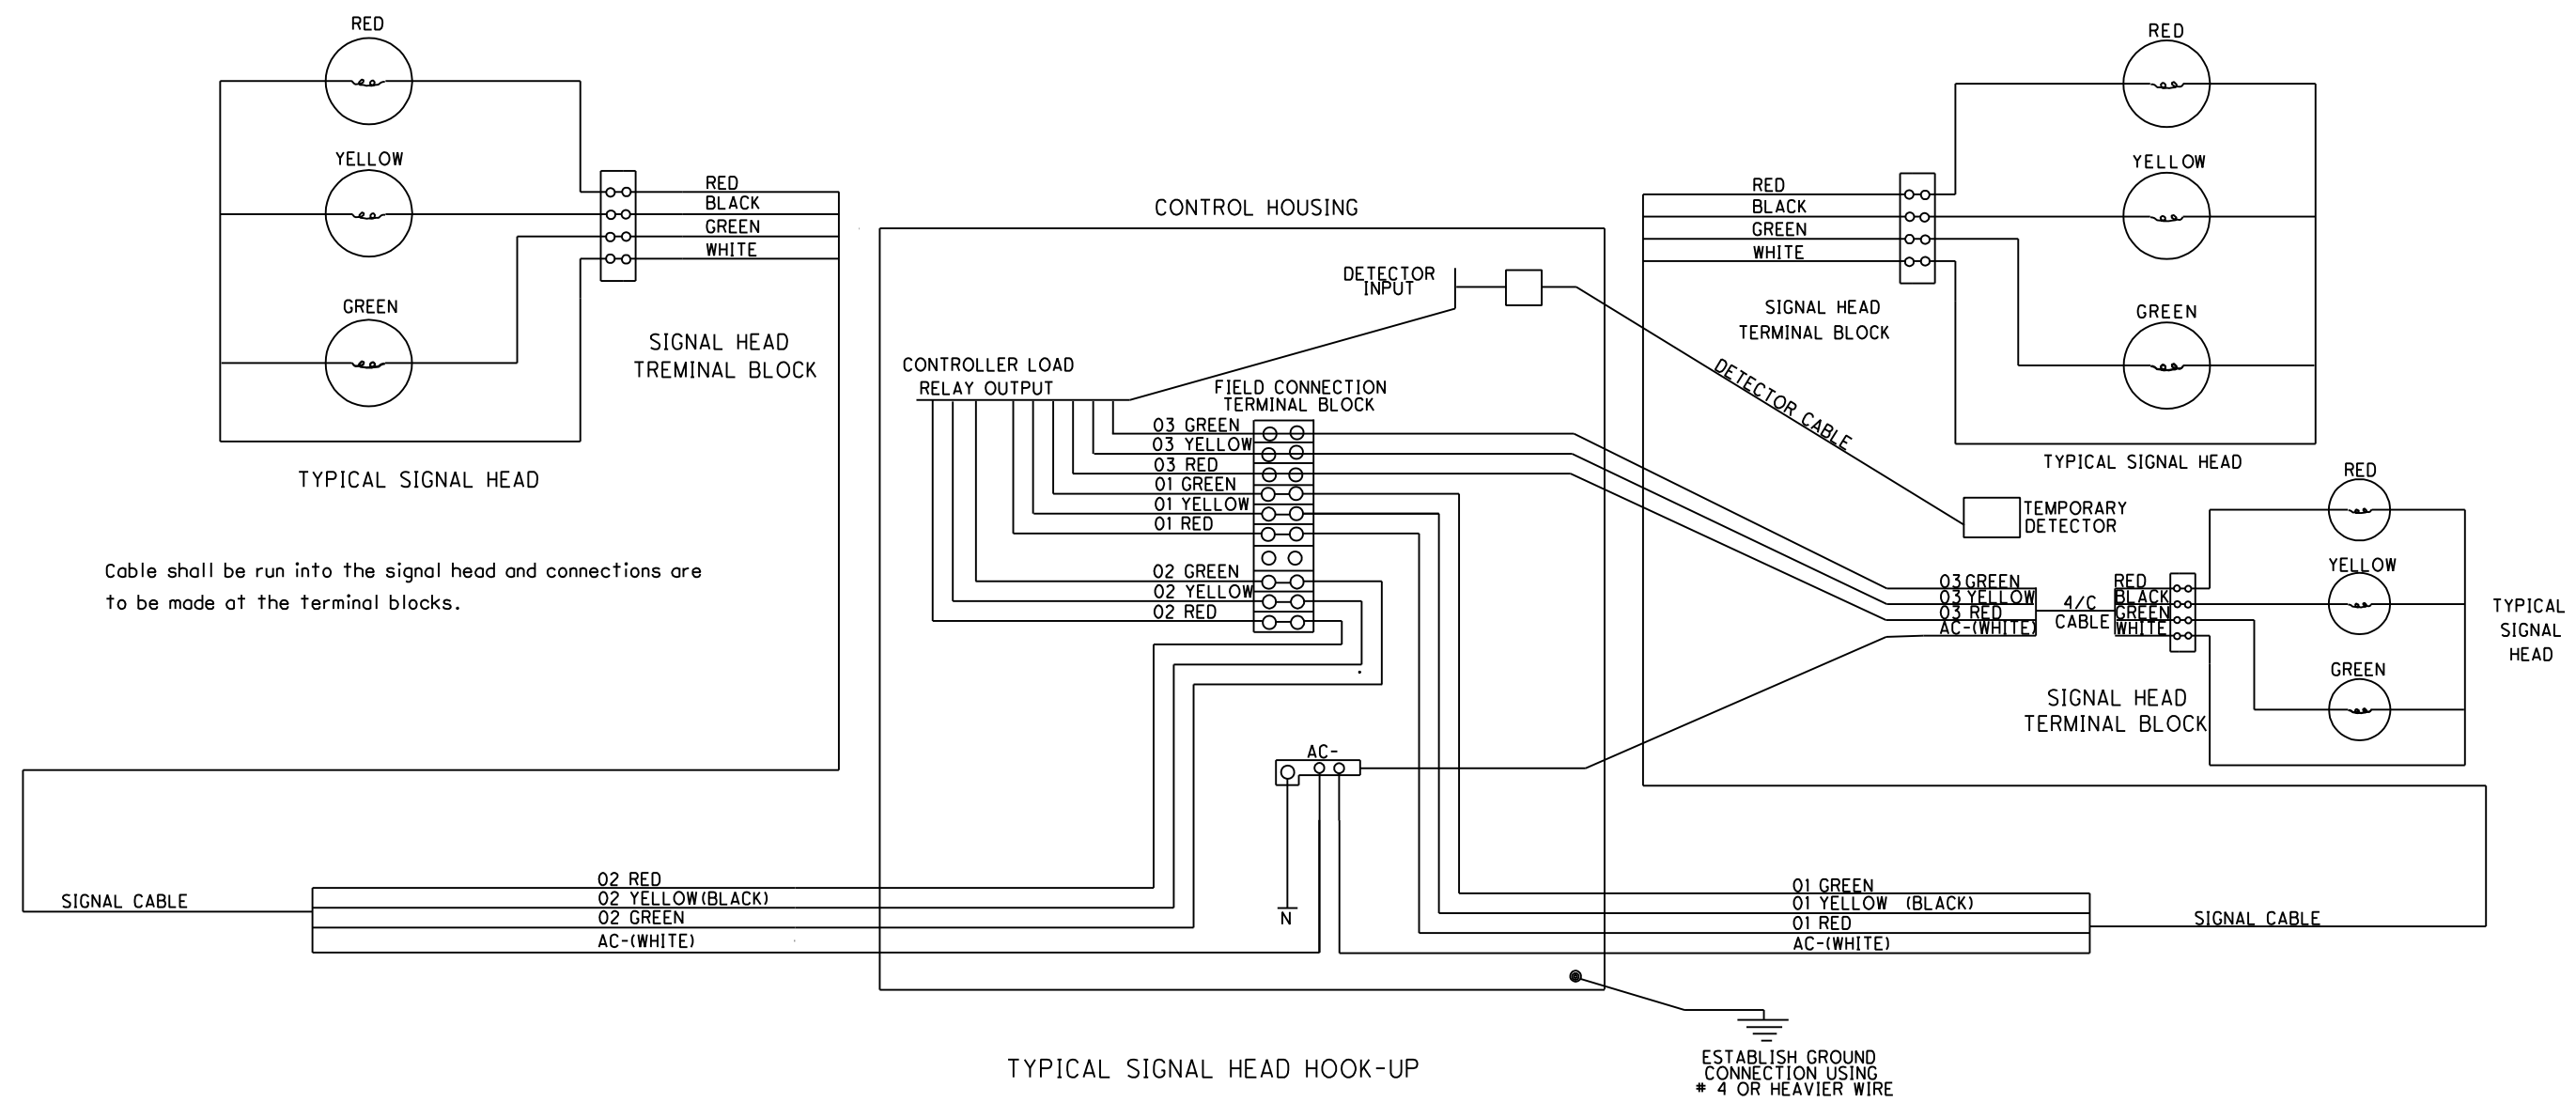 RED
YELLOW
GREEN
RED
BLACK
GREEN
WHITE
SIGNAL HEAD
TREMINAL BLOCK
TYPICAL SIGNAL HEAD
Cable shall be run into the signal head and connections are
to be made at the terminal blocks.
CONTROL HOUSING
DETECTOR
INPUT
CONTROLLER LOAD
RELAY OUTPUT
FIELD CONNECTION
TERMINAL BLOCK
03 GREEN
03 YELLOW
03 RED
01 GREEN
01 YELLOW
01 RED
02 GREEN
02 YELLOW
02 RED
AC-
N
SIGNAL CABLE
02 RED
02 YELLOW(BLACK)
02 GREEN
AC-(WHITE)
RED
YELLOW
GREEN
RED
BLACK
GREEN
WHITE
SIGNAL HEAD
TERMINAL BLOCK
TYPICAL SIGNAL HEAD
DETECTOR CABLE
TEMPORARY
DETECTOR
03 GREEN
03 YELLOW
03 RED
AC-(WHITE)
4/C
CABLE
RED
BLACK
GREEN
WHITE
RED
YELLOW
GREEN
TYPICAL
SIGNAL
HEAD
SIGNAL HEAD
TERMINAL BLOCK
01 GREEN
01 YELLOW (BLACK)
01 RED
AC-(WHITE)
SIGNAL CABLE
TYPICAL SIGNAL HEAD HOOK-UP
ESTABLISH GROUND
CONNECTION USING
# 4 OR HEAVIER WIRE